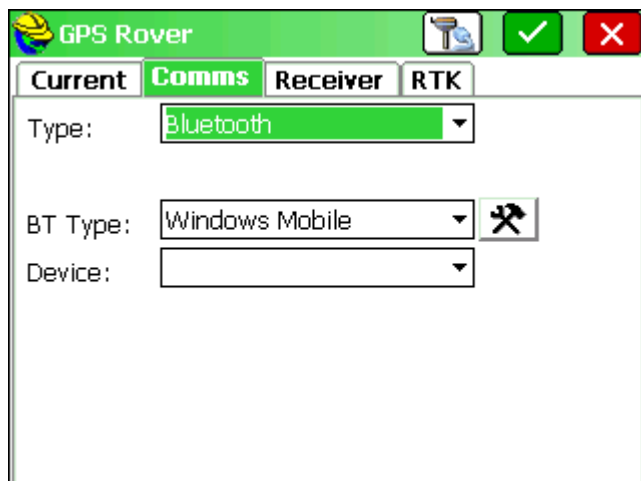 GPS Rover
Current Comms Receiver RTK
Type: Bluetooth
BT Type: Windows Mobile
Device: